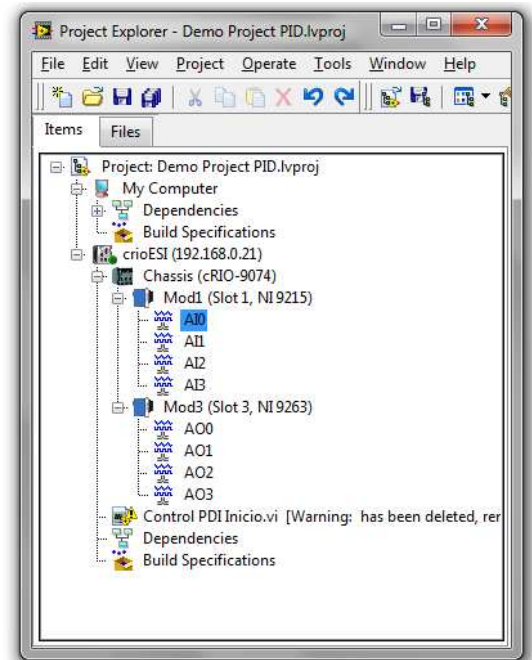 Project Explorer - Demo Project PID.lvproj
File Edit View Project Operate Tools Window Help
Items Files
Project: Demo Project PID.lvproj
My Computer
Dependencies
Build Specifications
crioESI (192.168.0.21)
Chassis (cRIO-9074)
Mod1 (Slot 1, NI 9215)
AI0
AI1
AI2
AI3
Mod3 (Slot 3, NI 9263)
AO0
AO1
AO2
AO3
Control PDI Inicio.vi [Warning: has been deleted, rer
Dependencies
Build Specifications